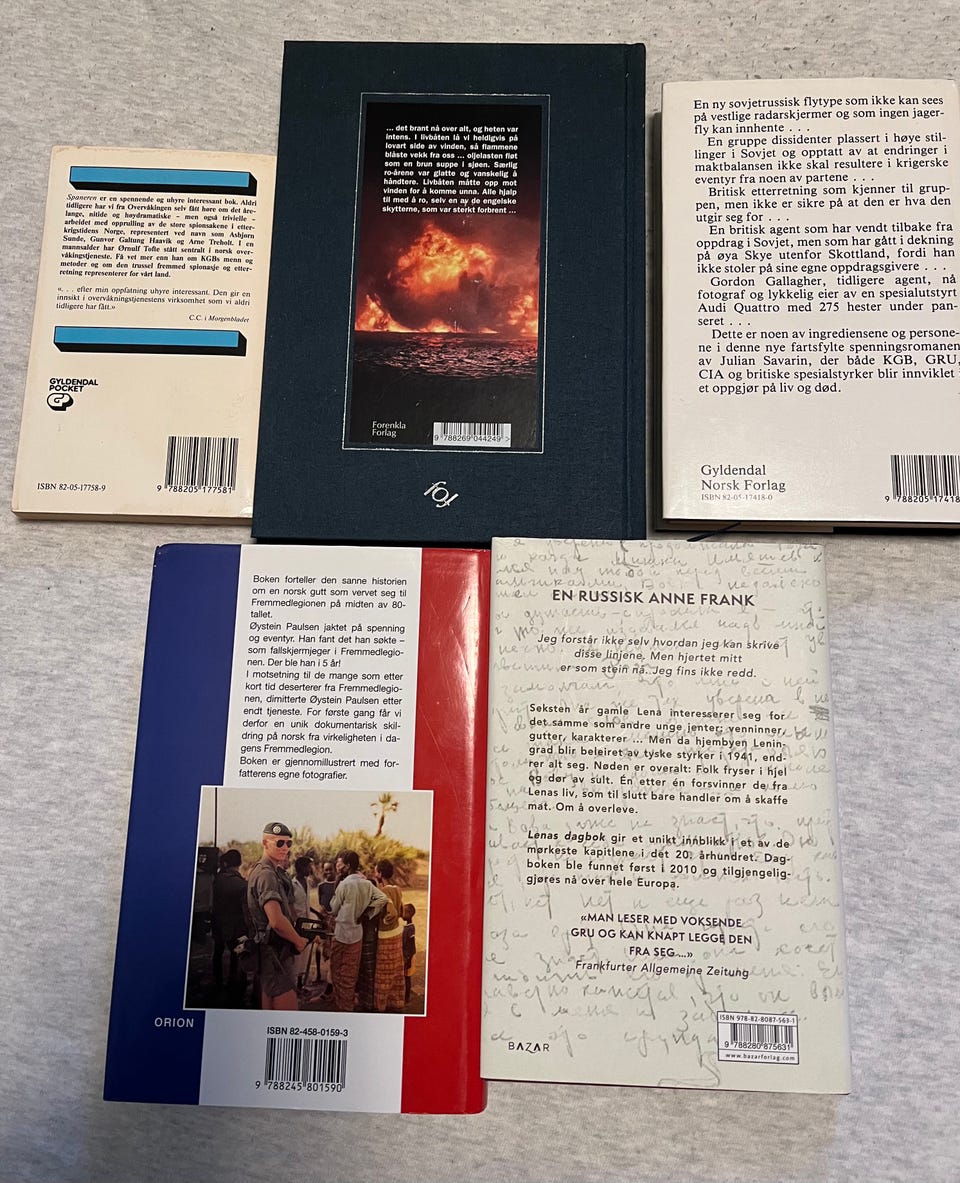 Spaneren er en spennende og uhyre interessant bok. Aldri
tidligere har vi fra Overvåkingen selv fått høre om det åre-
lange, nitide og høydramatiske – men også trivielle –
arbeidet med opprulling av de store spionsakene i etter-
krigstidens Norge, representert ved navn som Asbjørn
Sunde, Gunvor Galtung Haavik og Arne Treholt. I en
mannsalder har Ørnulf Tofte stått sentralt i norsk over-
våkingstjeneste. Få vet mer enn han om KGBs menn og
metoder og om den trussel fremmed spionasje og etter-
retning representerer for vårt land.
«. . . efter min oppfatning uhyre interessant. Den gir en
innsikt i overvåkningstjenestens virksomhet som vi aldri
tidligere har fått.»
C.C. i Morgenbladet
GYLDENDAL
POCKET
GP
ISBN 82-05-17758-9
9 788205 177581
... det brant nå over alt, og heten var
intens. I livbåten lå vi heldigvis på
lovart side av vinden, så flammene
blåste vekk fra oss ... oljelasten fløt
som en brun suppe i sjøen. Særlig
ro-årene var glatte og vanskelig å
håndtere. Livbåten måtte opp mot
vinden for å komme unna. Alle hjalp
til med å ro, selv en av de engelske
skytterne, som var sterkt forbrent ...
Forenkla
Forlag
9 788269 044249 >
fof
En ny sovjetrussisk flytype som ikke kan sees
på vestlige radarskjermer og som ingen jager-
fly kan innhente . . .
En gruppe dissidenter plassert i høye stil-
linger i Sovjet og opptatt av at endringer i
maktbalansen ikke skal resultere i krigerske
eventyr fra noen av partene . . .
Britisk etterretning som kjenner til grup-
pen, men ikke er sikre på at den er hva den
utgir seg for . . .
En britisk agent som har vendt tilbake fra
oppdrag i Sovjet, men som har gått i dekning
på øya Skye utenfor Skottland, fordi han
ikke stoler på sine egne oppdragsgivere . . .
Gordon Gallagher, tidligere agent, nå
fotograf og lykkelig eier av en spesialutstyrt
Audi Quattro med 275 hester under pan-
seret . . .
Dette er noen av ingrediensene og persone-
ne i denne nye fartsfylte spenningsromanen
av Julian Savarin, der både KGB, GRU,
CIA og britiske spesialstyrker blir innviklet i
et oppgjør på liv og død.
Gyldendal
Norsk Forlag
ISBN 82-05-17418-0
9 788205 17418
Boken forteller den sanne historien
om en norsk gutt som vervet seg til
Fremmedlegionen på midten av 80-
tallet.
Øystein Paulsen jaktet på spenning
og eventyr. Han fant det han søkte –
som fallskjermjeger i Fremmedlegio-
nen. Der ble han i 5 år!
I motsetning til de mange som etter
kort tid deserterer fra Fremmedlegio-
nen, dimitterte Øystein Paulsen etter
endt tjeneste. For første gang får vi
derfor en unik dokumentarisk skil-
dring på norsk fra virkeligheten i da-
gens Fremmedlegion.
Boken er gjennomillustrert med for-
fatterens egne fotografier.
ORION
ISBN 82-458-0159-3
9 788245 801590
EN RUSSISK ANNE FRANK
Jeg forstår ikke selv hvordan jeg kan skrive
disse linjene. Men hjertet mitt
er som stein nå. Jeg fins ikke redd.
Seksten år gamle Lena interesserer seg for
det samme som andre unge jenter: venninner,
gutter, karakterer ... Men da hjembyen Lenin-
grad blir beleiret av tyske styrker i 1941, end-
rer alt seg. Nøden er overalt: Folk fryser i hjel
og dør av sult. Én etter én forsvinner de fra
Lenas liv, som til slutt bare handler om å skaffe
mat. Om å overleve.
Lenas dagbok gir et unikt innblikk i et av de
mørkeste kapitlene i det 20. århundret. Dag-
boken ble funnet først i 2010 og tilgjengelig-
gjøres nå over hele Europa.
«MAN LESER MED VOKSENDE
GRU OG KAN KNAPT LEGGE DEN
FRA SEG ...»
Frankfurter Allgemeine Zeitung
BAZAR
ISBN 978-82-8087-563-1
9 788280 875631
www.bazarforlag.com